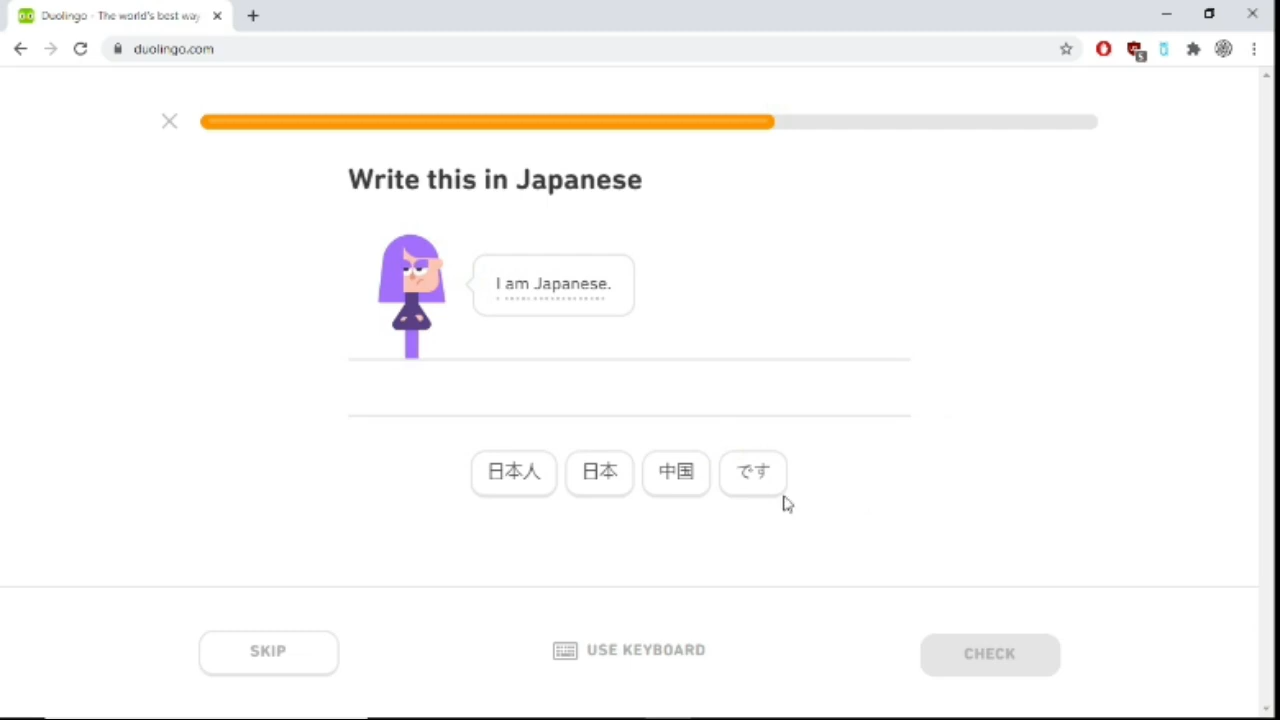 Duolingo - The world's best way
duolingo.com
5
Write this in Japanese
I am Japanese.
日本人 日本 中国 です
SKIP
USE KEYBOARD
CHECK